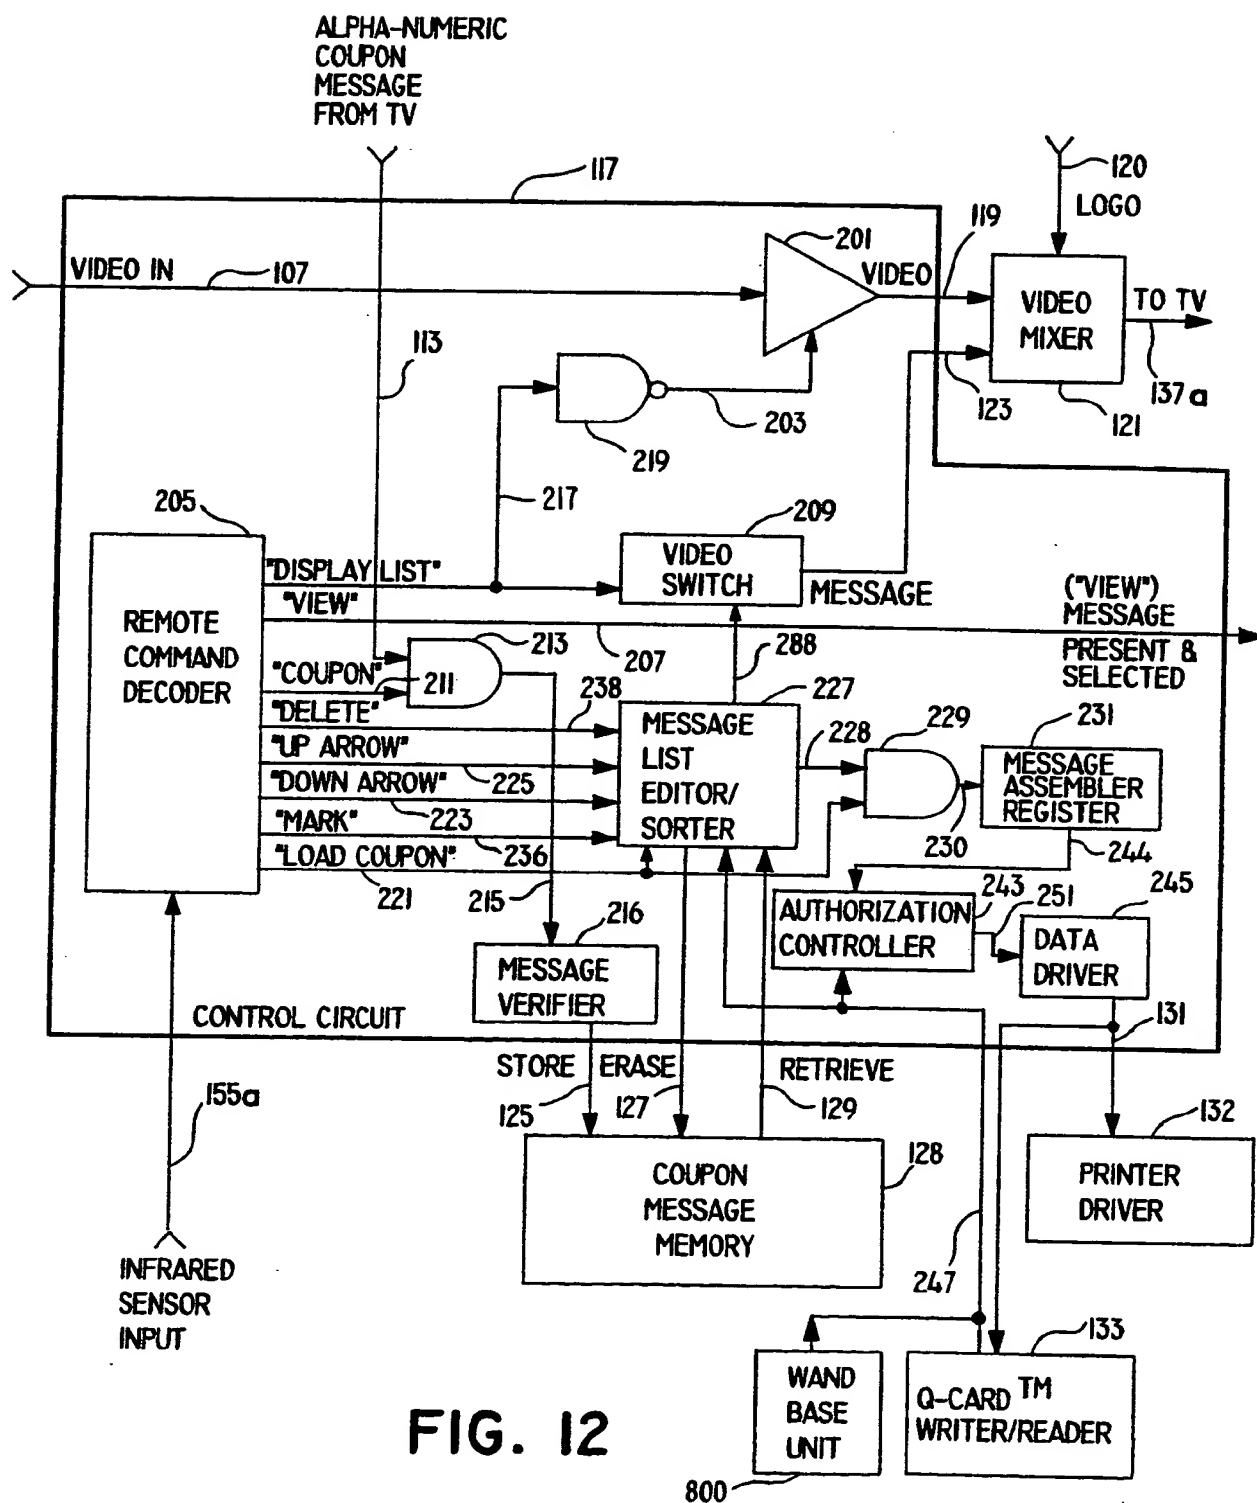 ALPHA-NUMERIC
COUPON
MESSAGE
FROM TV
117
120
LOGO
119
201
VIDEO IN
107
VIDEO
VIDEO
MIXER
TO TV
137a
121
123
113
203
219
217
205
209
VIDEO
SWITCH
MESSAGE
REMOTE
COMMAND
DECODER
"DISPLAY LIST"
"VIEW"
207
("VIEW")
MESSAGE
PRESENT &
SELECTED
213
"COUPON"
211
288
"DELETE"
238
"UP ARROW"
225
"DOWN ARROW"
223
"MARK"
236
"LOAD COUPON"
221
227
MESSAGE
LIST
EDITOR/
SORTER
228
229
230
231
MESSAGE
ASSEMBLER
REGISTER
244
215
216
MESSAGE
VERIFIER
AUTHORIZATION
CONTROLLER
243
251
245
DATA
DRIVER
131
CONTROL CIRCUIT
STORE
ERASE
RETRIEVE
125
127
129
155a
COUPON
MESSAGE
MEMORY
128
132
PRINTER
DRIVER
247
INFRARED
SENSOR
INPUT
WAND
BASE
UNIT
800
133
Q-CARD TM
WRITER/READER
FIG. 12